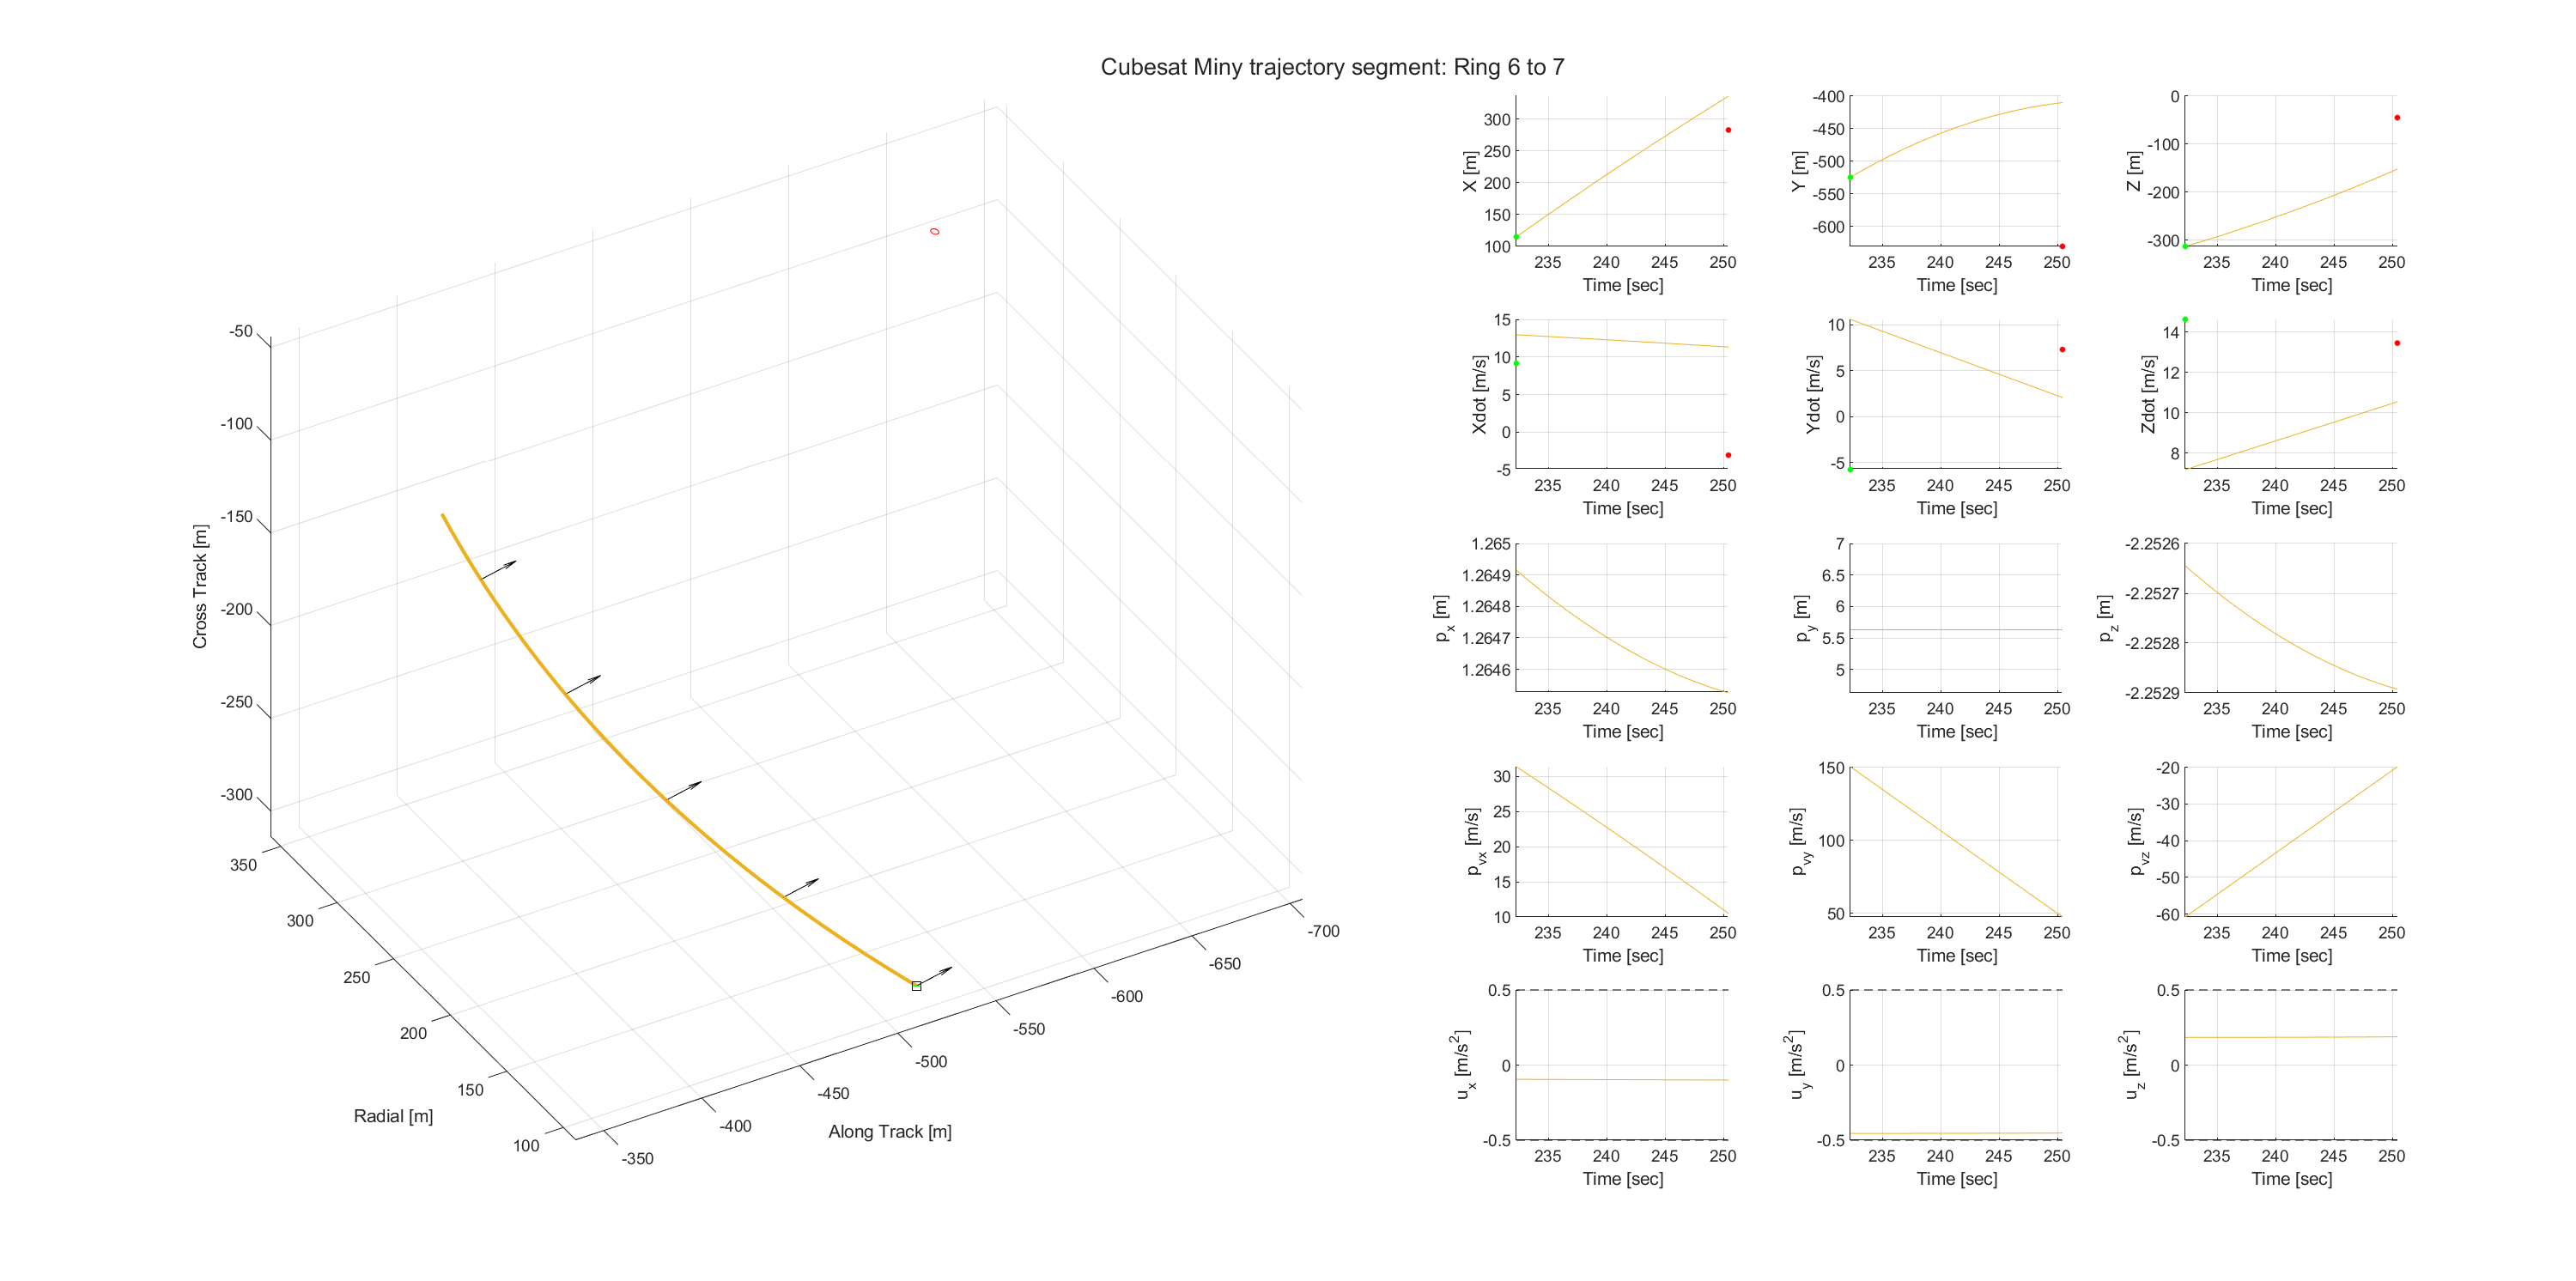 Cubesat Miny trajectory segment: Ring 6 to 7
-50
-100
-150
-200
-250
-300
Cross Track [m]
350
300
250
200
150
100
Radial [m]
-350
-400
-450
-500
-550
-600
-650
-700
Along Track [m]
300
250
200
150
100
X [m]
235 240 245 250
Time [sec]
-400
-450
-500
-550
-600
Y [m]
235 240 245 250
Time [sec]
0
-100
-200
-300
Z [m]
235 240 245 250
Time [sec]
15
10
5
0
-5
Xdot [m/s]
235 240 245 250
Time [sec]
10
5
0
-5
Ydot [m/s]
235 240 245 250
Time [sec]
14
12
10
8
Zdot [m/s]
235 240 245 250
Time [sec]
1.265
1.2649
1.2648
1.2647
1.2646
p_x [m]
235 240 245 250
Time [sec]
7
6.5
6
5.5
5
p_y [m]
235 240 245 250
Time [sec]
-2.2526
-2.2527
-2.2528
-2.2529
p_z [m]
235 240 245 250
Time [sec]
30
25
20
15
10
p_vx [m/s]
235 240 245 250
Time [sec]
150
100
50
p_vy [m/s]
235 240 245 250
Time [sec]
-20
-30
-40
-50
-60
p_vz [m/s]
235 240 245 250
Time [sec]
0.5
0
-0.5
u_x [m/s²]
235 240 245 250
Time [sec]
0.5
0
-0.5
u_y [m/s²]
235 240 245 250
Time [sec]
0.5
0
-0.5
u_z [m/s²]
235 240 245 250
Time [sec]